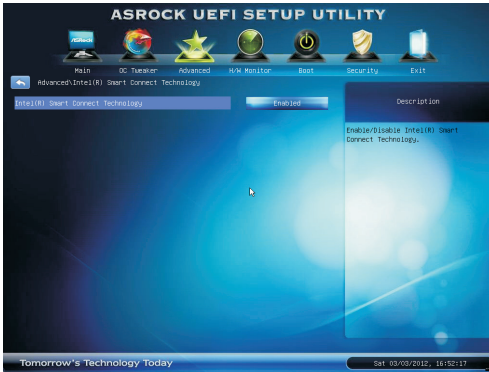 ASROCK UEFI SETUP UTILITY
ASRock
Main OC Tweaker Advanced H/W Monitor Boot Security Exit
Advanced\Intel(R) Smart Connect Technology
Intel(R) Smart Connect Technology Enabled
Description
Enable/Disable Intel(R) Smart
Connect Technology.
Tomorrow's Technology Today
Sat 03/03/2012, 16:52:17